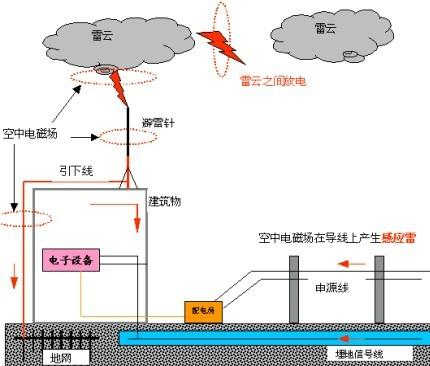 雷云
雷云
雷云之间放电
避雷针
空中电磁场
引下线
建筑物
空中电磁场在导线上产生感应雷
电子设备
电源线
配电房
地网
埋地信号线